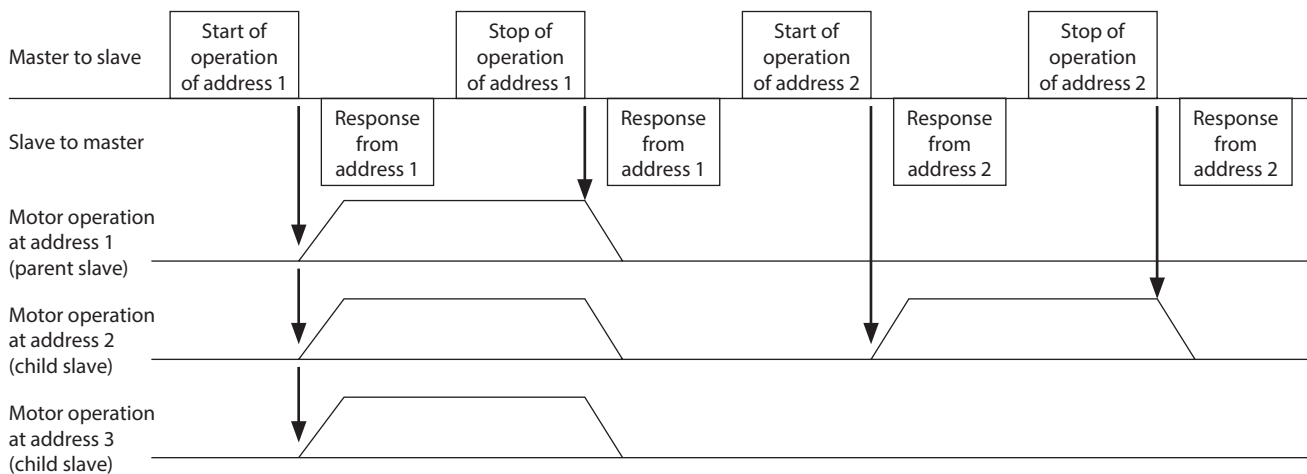 Master to slave
Start of
operation
of address 1
Stop of
operation
of address 1
Start of
operation
of address 2
Stop of
operation
of address 2
Slave to master
Response
from
address 1
Response
from
address 1
Response
from
address 2
Response
from
address 2
Motor operation
at address 1
(parent slave)
Motor operation
at address 2
(child slave)
Motor operation
at address 3
(child slave)